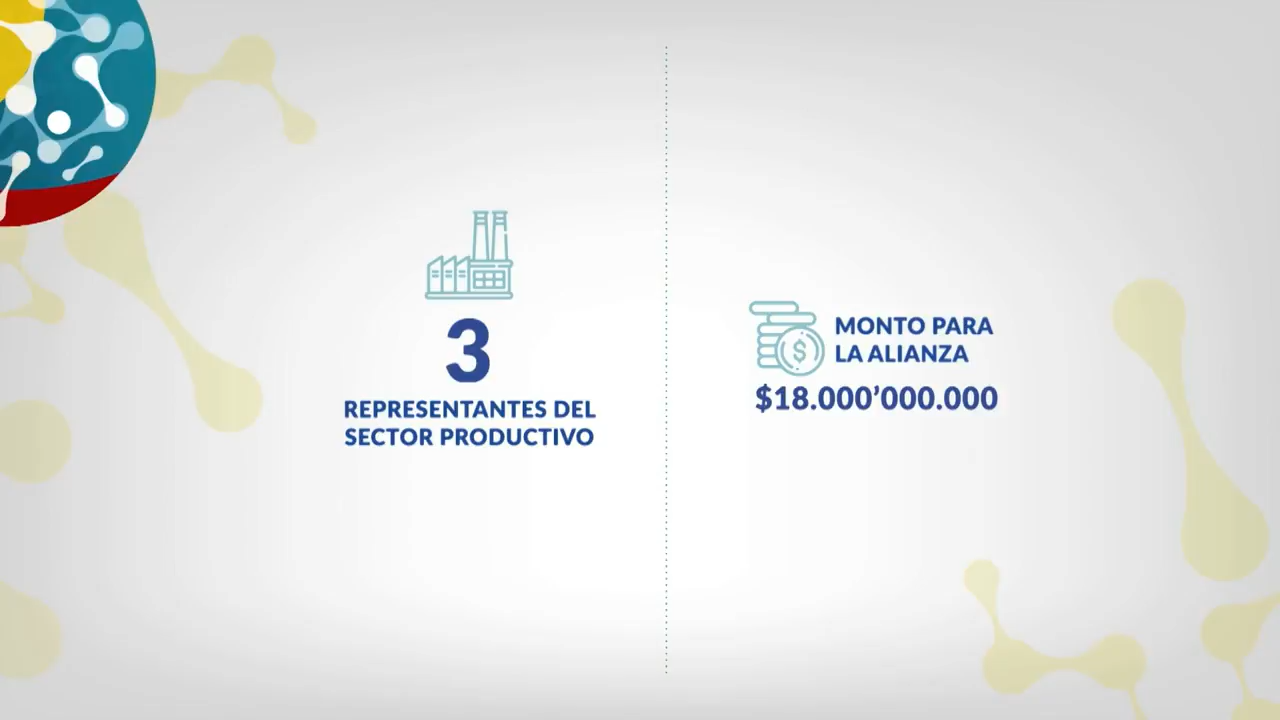 3
REPRESENTANTES DEL
SECTOR PRODUCTIVO
MONTO PARA
LA ALIANZA
$18.000’000.000